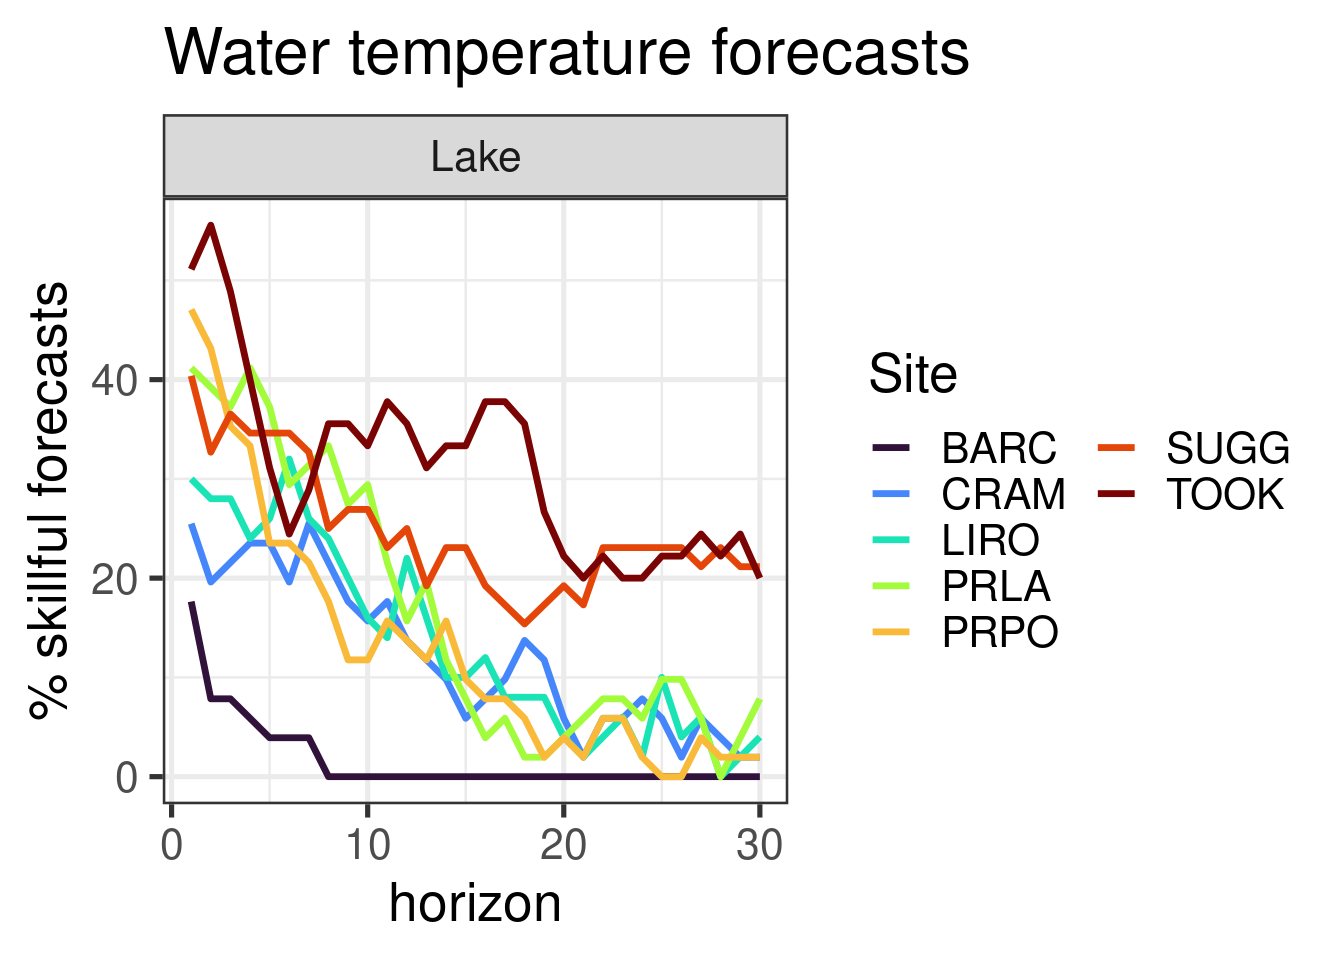 Water temperature forecasts
Lake
% skillful forecasts
40
20
0
0 10 20 30
horizon
Site
BARC SUGG
CRAM TOOK
LIRO
PRLA
PRPO